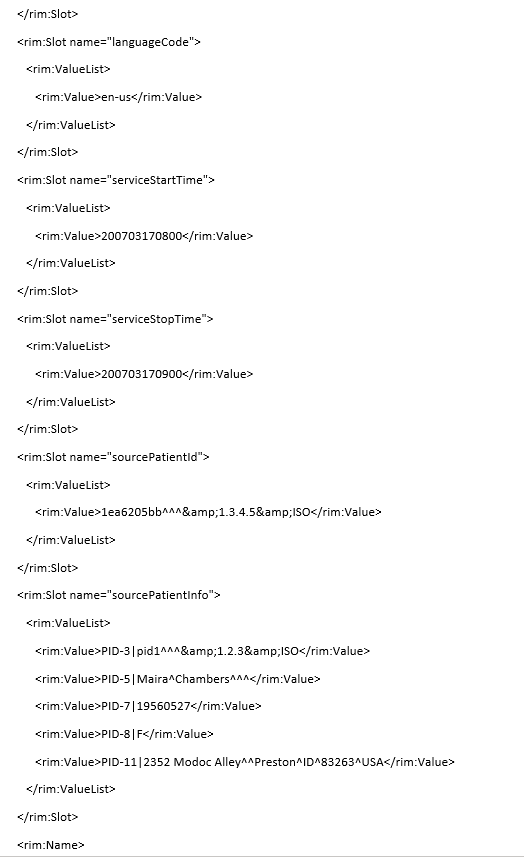 </rim:Slot>
<rim:Slot name="languageCode">
<rim:ValueList>
<rim:Value>en-us</rim:Value>
</rim:ValueList>
</rim:Slot>
<rim:Slot name="serviceStartTime">
<rim:ValueList>
<rim:Value>200703170800</rim:Value>
</rim:ValueList>
</rim:Slot>
<rim:Slot name="serviceStopTime">
<rim:ValueList>
<rim:Value>200703170900</rim:Value>
</rim:ValueList>
</rim:Slot>
<rim:Slot name="sourcePatientId">
<rim:ValueList>
<rim:Value>1ea6205bb^^^&amp;1.3.4.5&amp;ISO</rim:Value>
</rim:ValueList>
</rim:Slot>
<rim:Slot name="sourcePatientInfo">
<rim:ValueList>
<rim:Value>PID-3|pid1^^^&amp;1.2.3&amp;ISO</rim:Value>
<rim:Value>PID-5|Maira^Chambers^^^</rim:Value>
<rim:Value>PID-7|19560527</rim:Value>
<rim:Value>PID-8|F</rim:Value>
<rim:Value>PID-11|2352 Modoc Alley^^Preston^ID^83263^USA</rim:Value>
</rim:ValueList>
</rim:Slot>
<rim:Name>